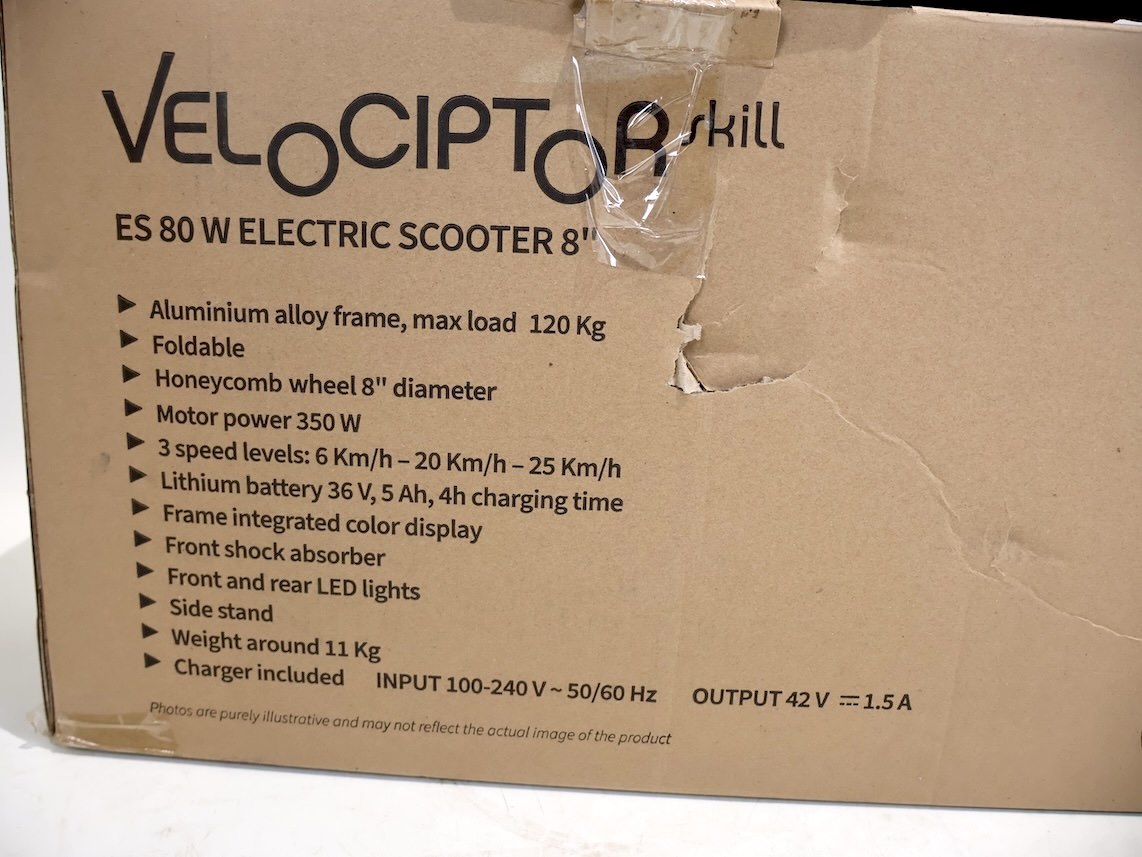 VELOCIPTOR skill
ES 80 W ELECTRIC SCOOTER 8"
Aluminium alloy frame, max load 120 Kg
Foldable
Honeycomb wheel 8" diameter
Motor power 350 W
3 speed levels: 6 Km/h – 20 Km/h – 25 Km/h
Lithium battery 36 V, 5 Ah, 4h charging time
Frame integrated color display
Front shock absorber
Front and rear LED lights
Side stand
Weight around 11 Kg
Charger included INPUT 100-240 V ~ 50/60 Hz OUTPUT 42 V ⎓ 1.5 A
Photos are purely illustrative and may not reflect the actual image of the product